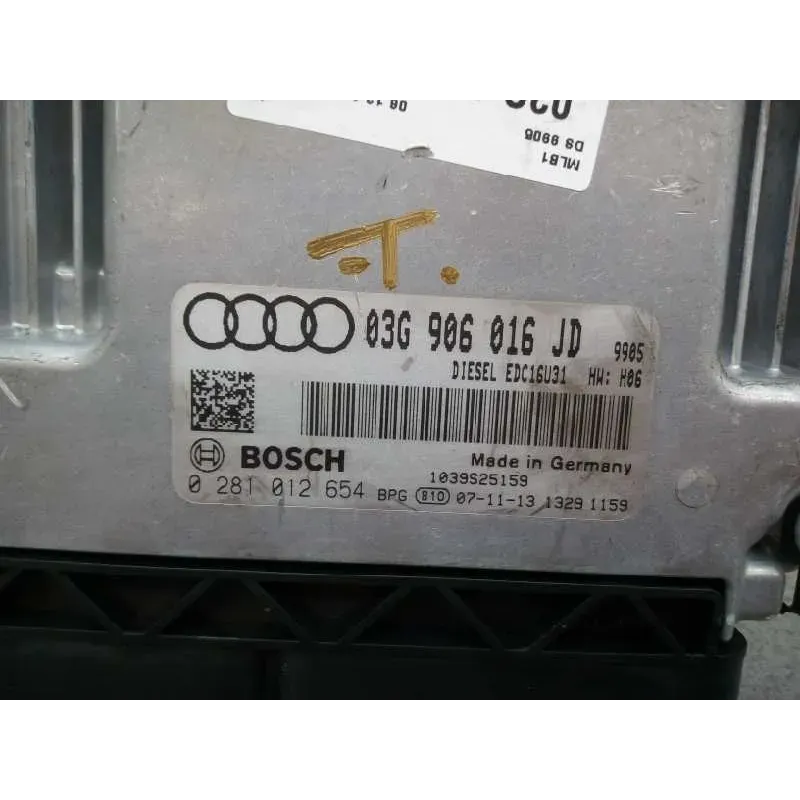 MLB1
DS 9905
T.
03G 906 016 JD 9905
DIESEL EDC16U31 HW: H06
BOSCH
Made in Germany
1039S25159
0 281 012 654 BPG 810 07-11-13 1329 1159